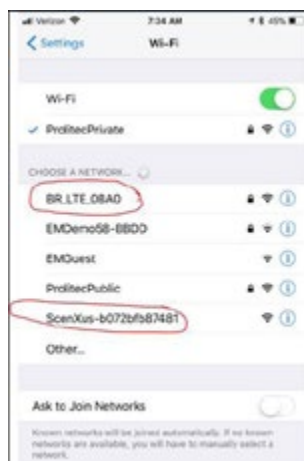 Verizon 7:34 AM 45%
Settings Wi-Fi
Wi-Fi
ProlitecPrivate
CHOOSE A NETWORK...
BR_LTE_08A0
EMDemo58-8BDD
EMGuest
ProlitecPublic
ScenXus-b072bfb87481
Other...
Ask to Join Networks
Known networks will be joined automatically. If no known
networks are available, you will have to manually select a
network.